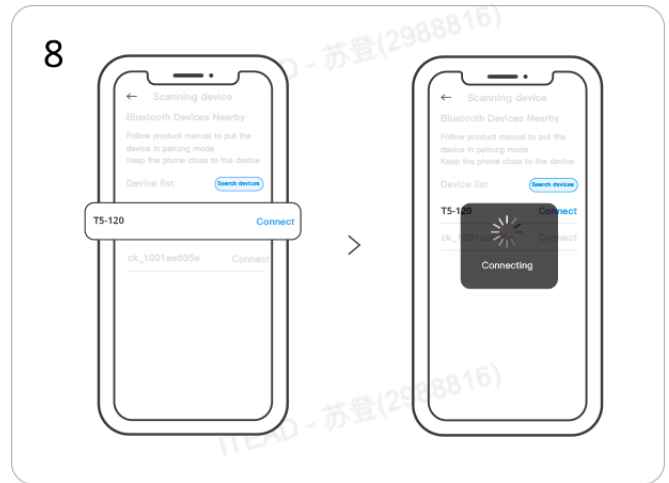 8
← Scanning device
Bluetooth Devices Nearby
Follow product manual to put the
device in pairung mode
Keep the phone close to the device
Device list Search devices
T5-120 Connect
ck_1001ee635a Connect
>
← Scanning device
Bluetooth Devices Nearby
Follow product manual to put the
device in pairung mode
Keep the phone close to the device
Device list Search devices
T5-120 Connect
Connect
Connecting
ITEAD - 苏登(2988816)
ITEAD - 苏登(2988816)